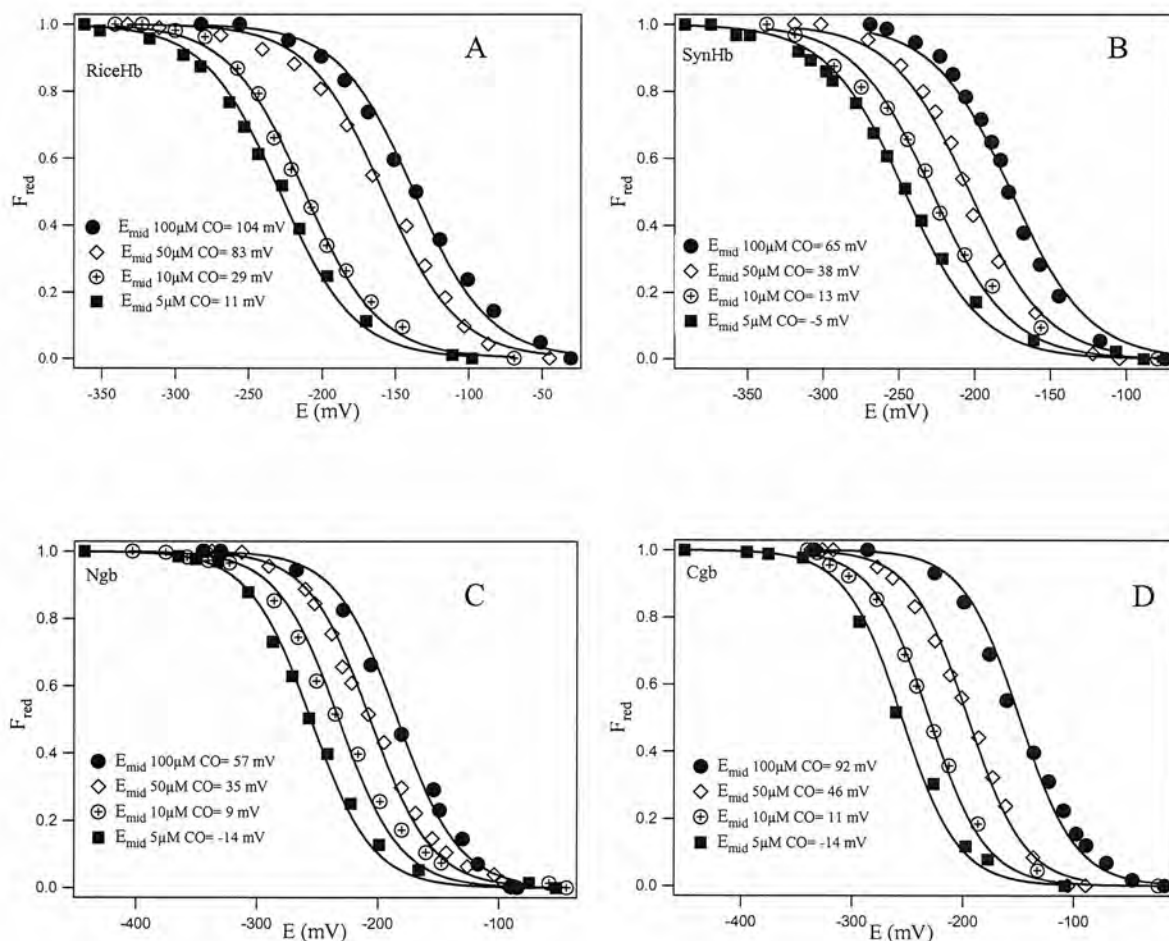 A
RiceHb
1.0
0.8
0.6
0.4
0.2
0.0
F_red
E_mid 100μM CO= 104 mV
E_mid 50μM CO= 83 mV
E_mid 10μM CO= 29 mV
E_mid 5μM CO= 11 mV
-350 -300 -250 -200 -150 -100 -50
E (mV)
B
SynHb
1.0
0.8
0.6
0.4
0.2
0.0
F_red
E_mid 100μM CO= 65 mV
E_mid 50μM CO= 38 mV
E_mid 10μM CO= 13 mV
E_mid 5μM CO= -5 mV
-350 -300 -250 -200 -150 -100
E (mV)
C
Ngb
1.0
0.8
0.6
0.4
0.2
0.0
F_red
E_mid 100μM CO= 57 mV
E_mid 50μM CO= 35 mV
E_mid 10μM CO= 9 mV
E_mid 5μM CO= -14 mV
-400 -300 -200 -100
E (mV)
D
Cgb
1.0
0.8
0.6
0.4
0.2
0.0
F_red
E_mid 100μM CO= 92 mV
E_mid 50μM CO= 46 mV
E_mid 10μM CO= 11 mV
E_mid 5μM CO= -14 mV
-400 -300 -200 -100
E (mV)